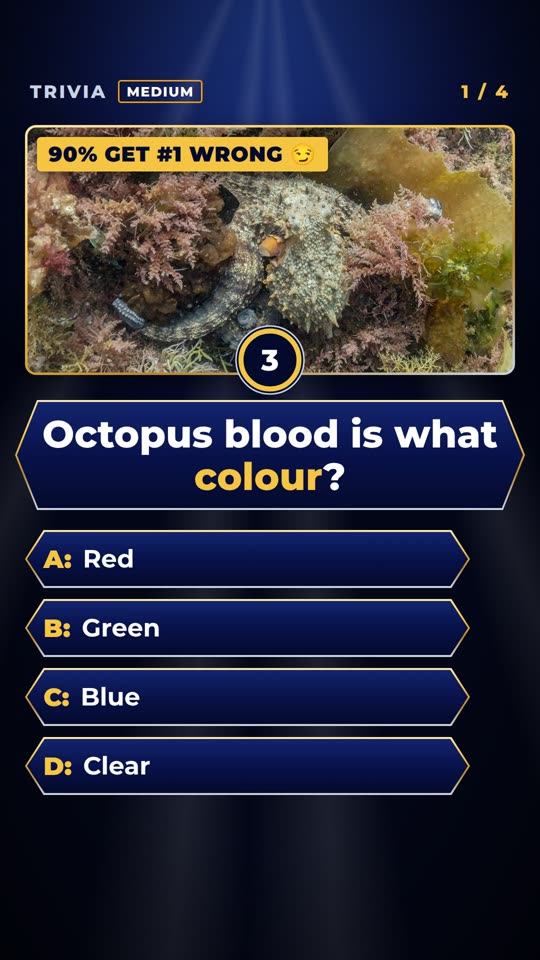 TRIVIA MEDIUM 1 / 4
90% GET #1 WRONG 😏
3
Octopus blood is what
colour?
A: Red
B: Green
C: Blue
D: Clear